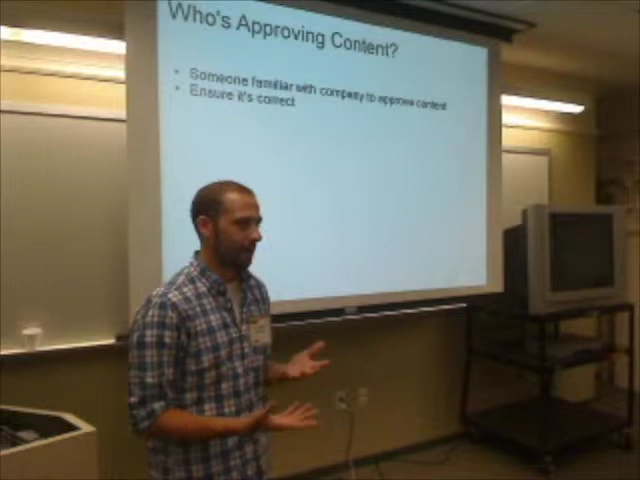 Who's Approving Content?
• Someone familiar with company to approve content
• Ensure it's correct